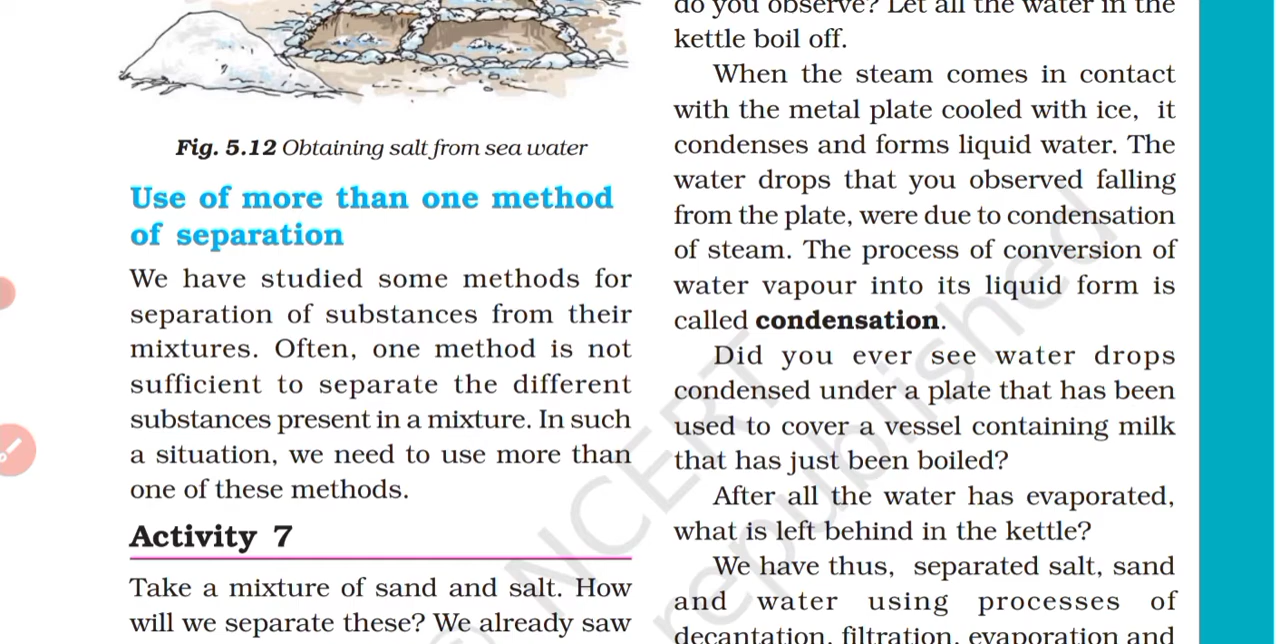 Fig. 5.12 Obtaining salt from sea water
Use of more than one method
of separation
We have studied some methods for
separation of substances from their
mixtures. Often, one method is not
sufficient to separate the different
substances present in a mixture. In such
a situation, we need to use more than
one of these methods.
Activity 7
Take a mixture of sand and salt. How
will we separate these? We already saw
do you observe? Let all the water in the
kettle boil off.
When the steam comes in contact
with the metal plate cooled with ice, it
condenses and forms liquid water. The
water drops that you observed falling
from the plate, were due to condensation
of steam. The process of conversion of
water vapour into its liquid form is
called condensation.
Did you ever see water drops
condensed under a plate that has been
used to cover a vessel containing milk
that has just been boiled?
After all the water has evaporated,
what is left behind in the kettle?
We have thus, separated salt, sand
and water using processes of
decantation, filtration, evaporation and
© NCERT
republished